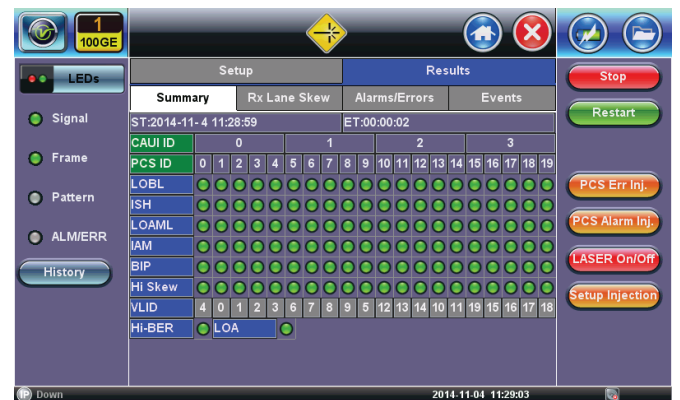 1
100GE
LEDs
Setup Results
Stop
Summary Rx Lane Skew Alarms/Errors Events
Signal
ST:2014-11- 4 11:28:59 ET:00:00:02
Restart
CAUI ID 0 1 2 3
Frame
PCS ID 0 1 2 3 4 5 6 7 8 9 10 11 12 13 14 15 16 17 18 19
LOBL
PCS Err Inj.
Pattern
ISH
LOAML
PCS Alarm Inj.
ALM/ERR
IAM
BIP
LASER On/Off
History
Hi Skew
Setup Injection
VLID 4 0 1 2 3 6 7 8 9 5 12 13 14 10 11 19 15 16 17 18
Hi-BER LOA
IP Down 2014-11-04 11:29:03